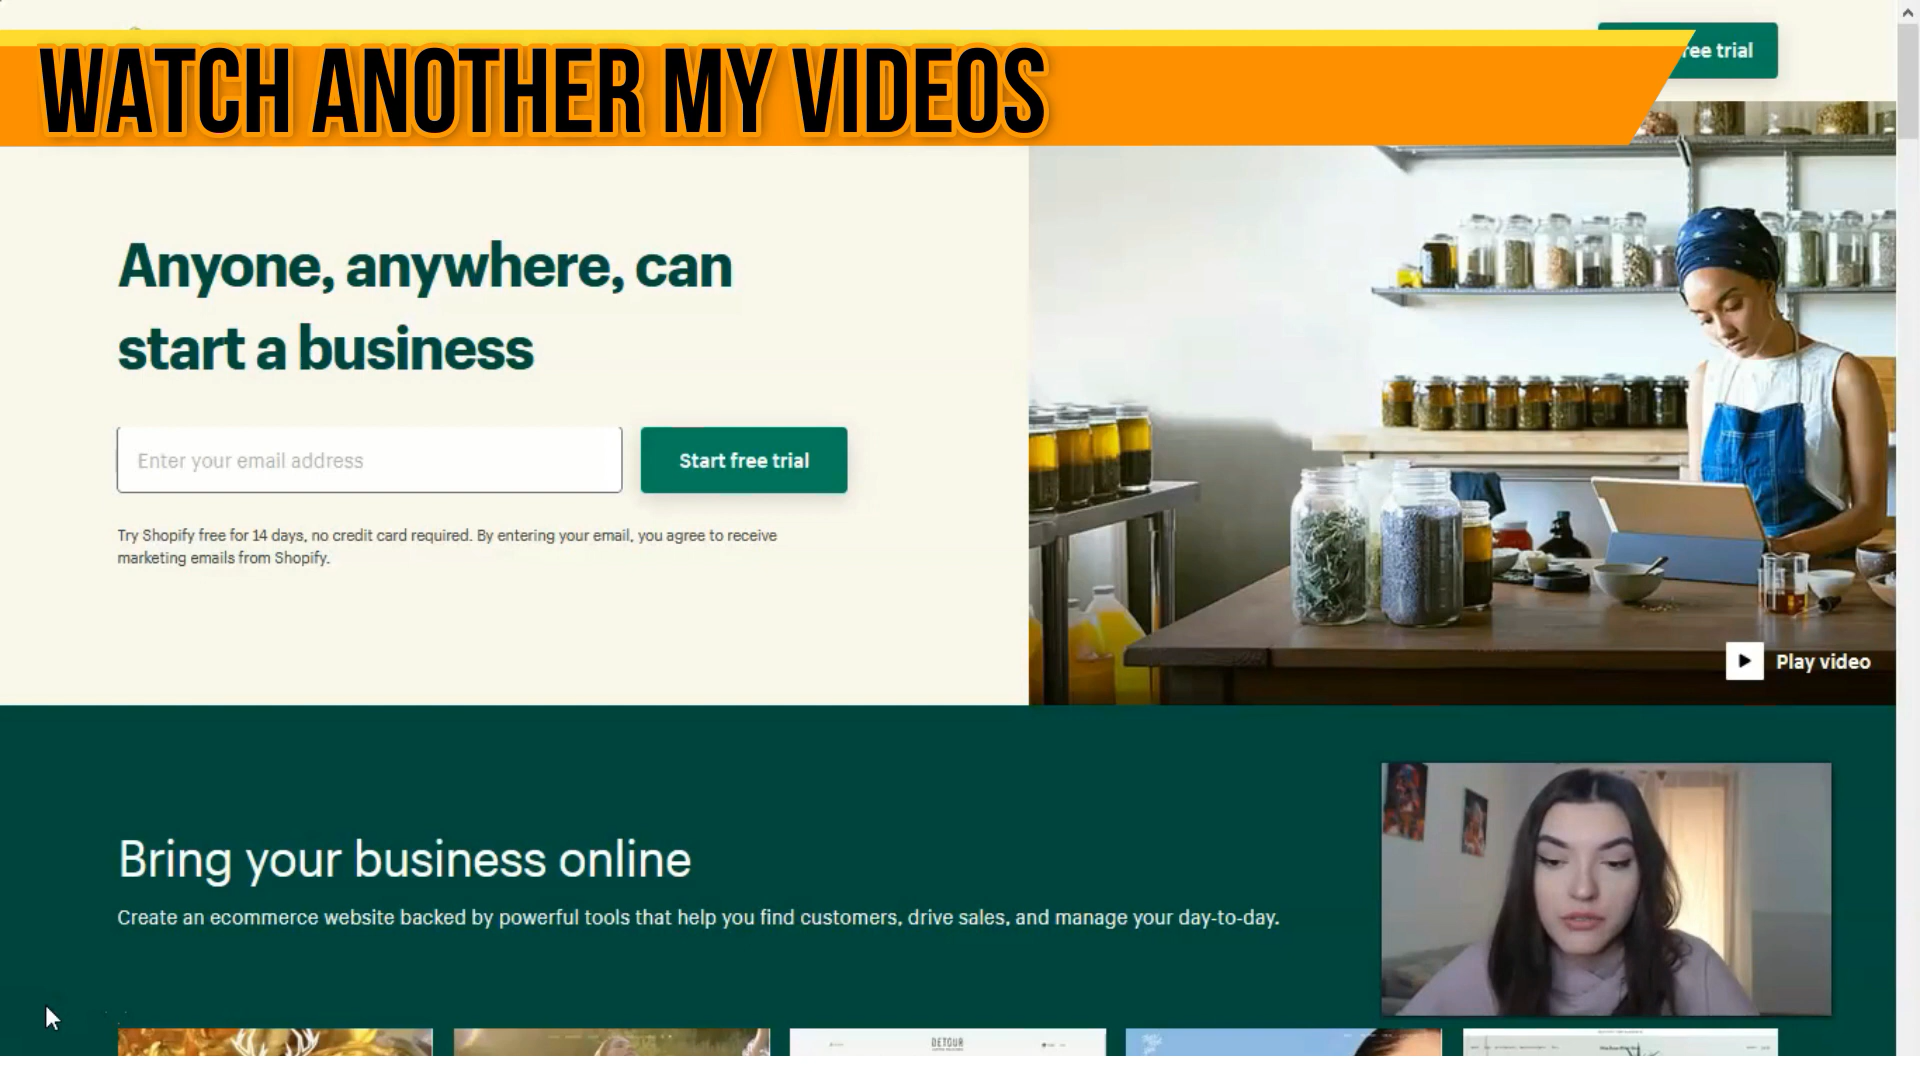 WATCH ANOTHER MY VIDEOS
free trial
Anyone, anywhere, can
start a business
Enter your email address
Start free trial
Try Shopify free for 14 days, no credit card required. By entering your email, you agree to receive
marketing emails from Shopify.
Play video
Bring your business online
Create an ecommerce website backed by powerful tools that help you find customers, drive sales, and manage your day-to-day.
DETOUR